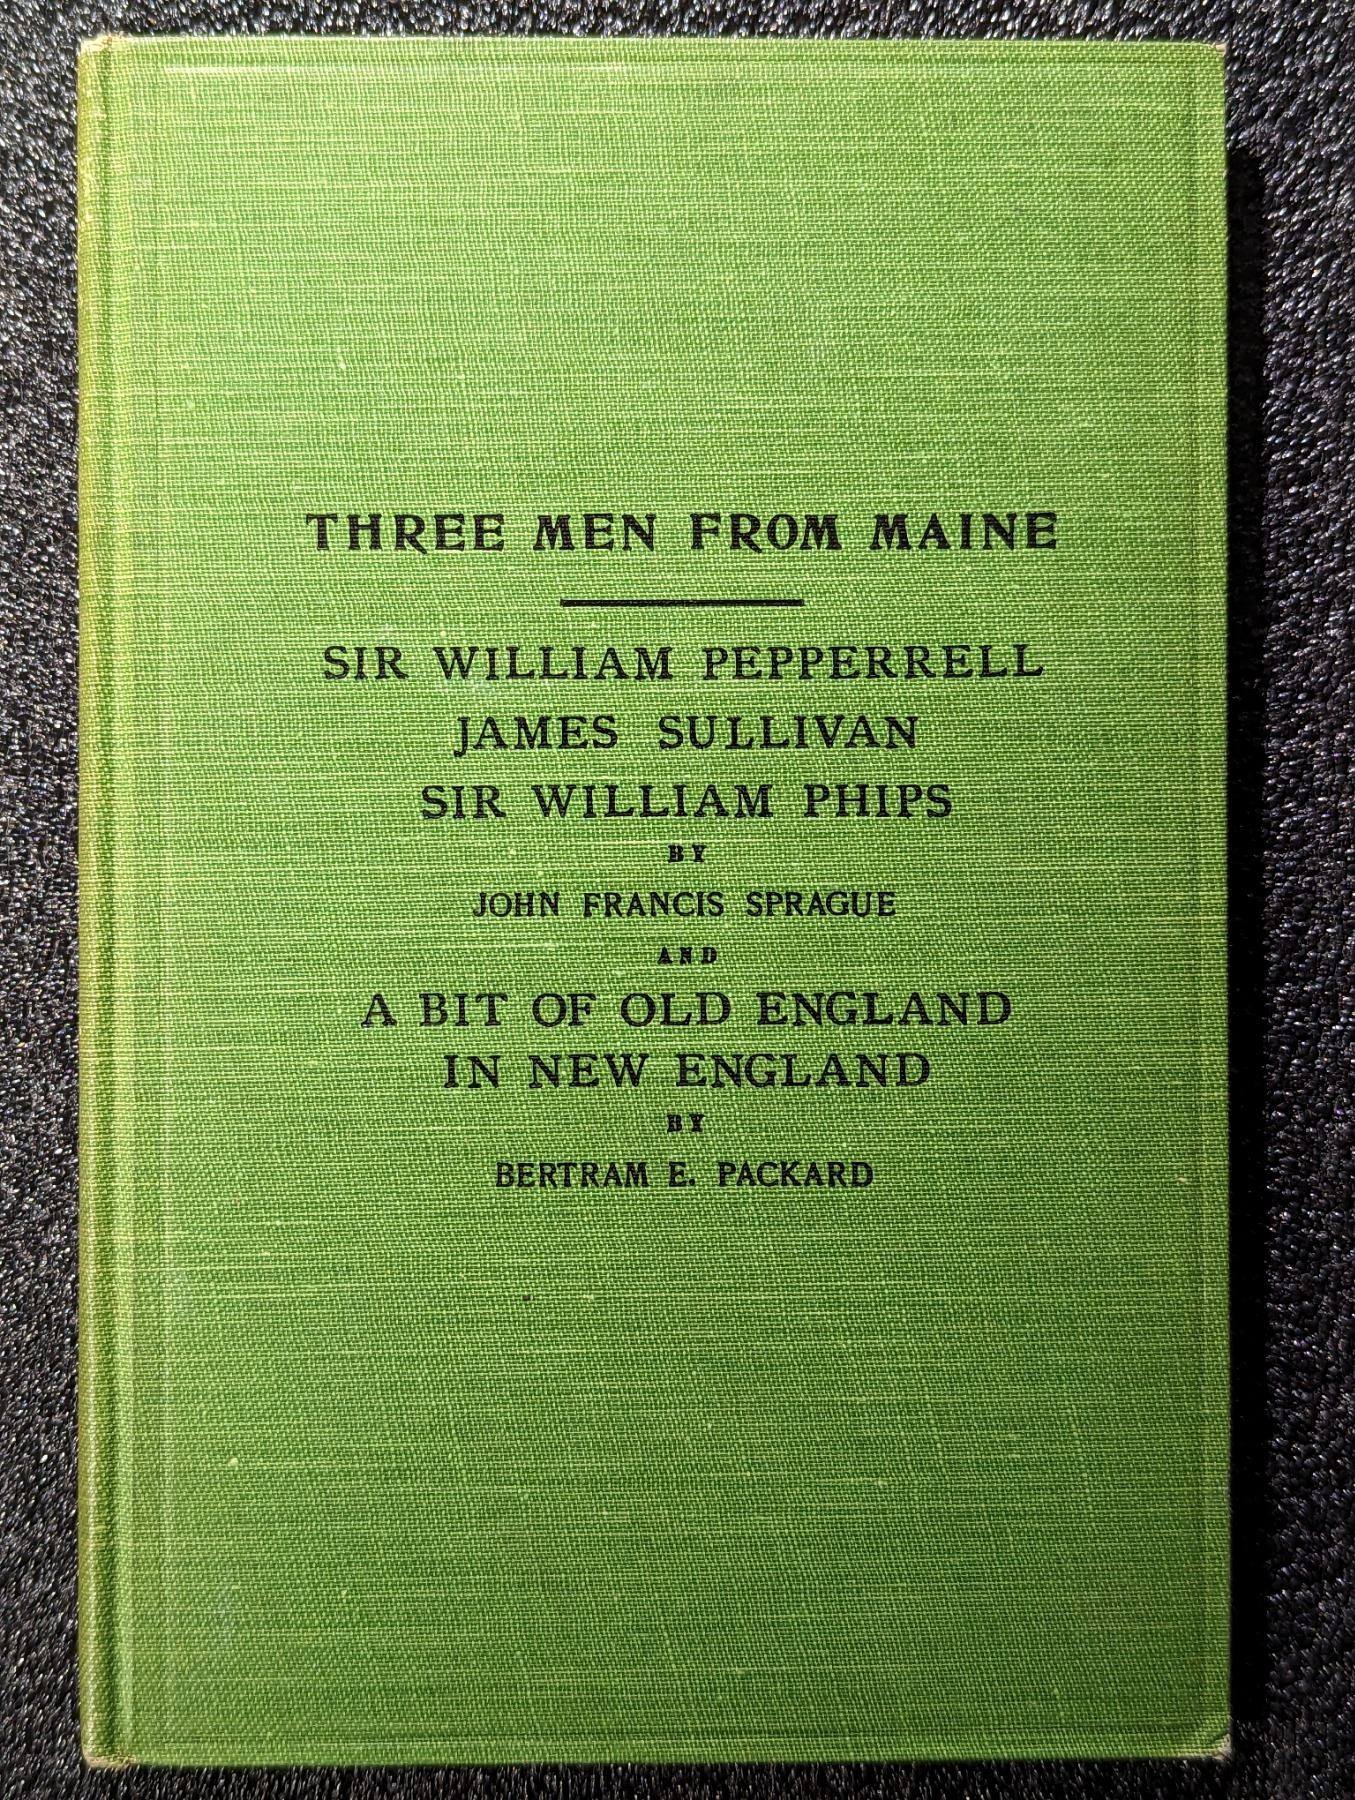 THREE MEN FROM MAINE
SIR WILLIAM PEPPERRELL
JAMES SULLIVAN
SIR WILLIAM PHIPS
BY
JOHN FRANCIS SPRAGUE
AND
A BIT OF OLD ENGLAND
IN NEW ENGLAND
BY
BERTRAM E. PACKARD